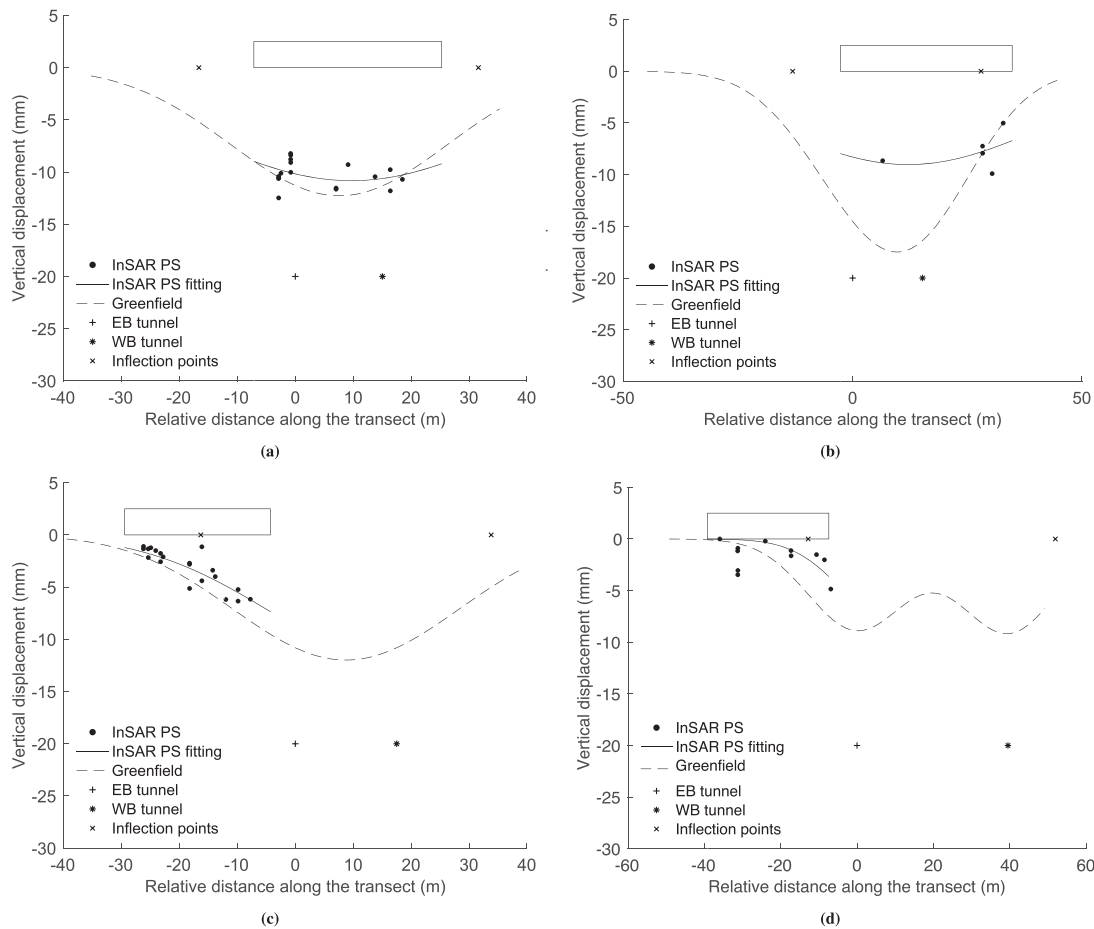 5
0
-5
-10
-15
-20
-25
-30
Vertical displacement (mm)
InSAR PS
InSAR PS fitting
Greenfield
EB tunnel
WB tunnel
Inflection points
-40 -30 -20 -10 0 10 20 30 40
Relative distance along the transect (m)
(a)
5
0
-5
-10
-15
-20
-25
-30
Vertical displacement (mm)
InSAR PS
InSAR PS fitting
Greenfield
EB tunnel
WB tunnel
Inflection points
-50 0 50
Relative distance along the transect (m)
(b)
5
0
-5
-10
-15
-20
-25
-30
Vertical displacement (mm)
InSAR PS
InSAR PS fitting
Greenfield
EB tunnel
WB tunnel
Inflection points
-40 -30 -20 -10 0 10 20 30 40
Relative distance along the transect (m)
(c)
5
0
-5
-10
-15
-20
-25
-30
Vertical displacement (mm)
InSAR PS
InSAR PS fitting
Greenfield
EB tunnel
WB tunnel
Inflection points
-60 -40 -20 0 20 40 60
Relative distance along the transect (m)
(d)